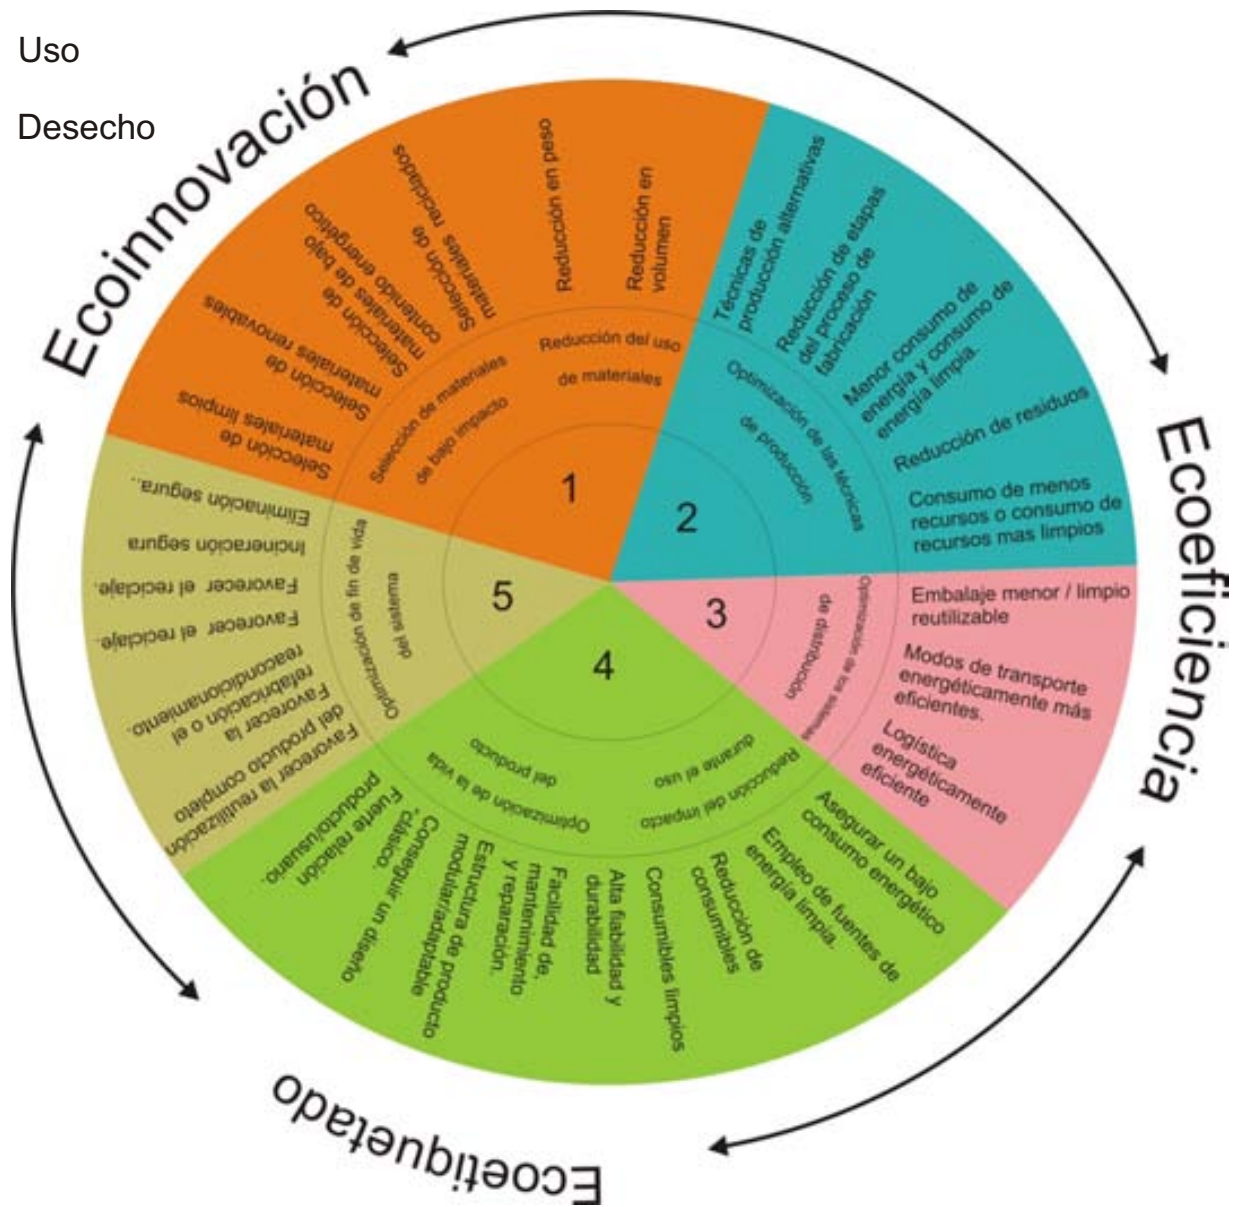 Uso
Desecho
Ecoinnovación
Ecoeficiencia
Ecoetiquetado
1
Reducción del uso
de materiales
Selección de materiales
de bajo impacto
Selección de
materiales limpios
Selección de
materiales renovables
Selección de
materiales de bajo
contenido energético
Selección de
materiales reciclados
Reducción en peso
Reducción en
volumen
2
Optimización de las técnicas
de producción
Técnicas de
producción alternativas
Reducción de etapas
del proceso de
fabricación
Menor consumo de
energía y consumo de
energía limpia.
Reducción de residuos
Consumo de menos
recursos o consumo de
recursos mas limpios
3
Optimización de los sistemas
de distribución
Embalaje menor / limpio
reutilizable
Modos de transporte
energéticamente más
eficientes.
Logística
energéticamente
eficiente
4
Reducción del impacto
durante el uso
Optimización de la vida
del producto
Asegurar un bajo
consumo energético
Empleo de fuentes de
energía limpia.
Reducción de
consumibles
Consumibles limpios
Alta fiabilidad y
durabilidad
Facilidad de,
mantenimiento
y reparación.
Estructura de producto
modular/adaptable
Conseguir un diseño
"clásico.
Fuerte relación
producto/usuario.
5
Optimización de fin de vida
del sistema
Favorecer la reutilización
del producto completo
Favorecer la
refabricación o el
reacondicionamiento.
Favorecer el reciclaje.
Favorecer el reciclaje.
Incineración segura
Eliminación segura..